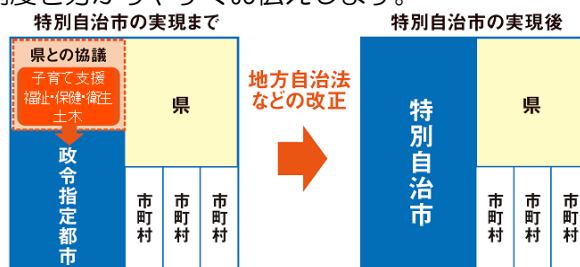 特別自治市の実現まで
県との協議
子育て支援
福祉・保健・衛生
土木
政令指定都市
県
市町村
市町村
市町村
地方自治法
などの改正
特別自治市の実現後
特別自治市
県
市町村
市町村
市町村